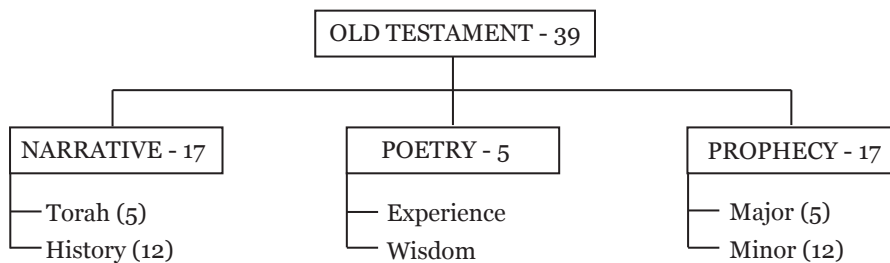 OLD TESTAMENT - 39
NARRATIVE - 17
Torah (5)
History (12)
POETRY - 5
Experience
Wisdom
PROPHECY - 17
Major (5)
Minor (12)